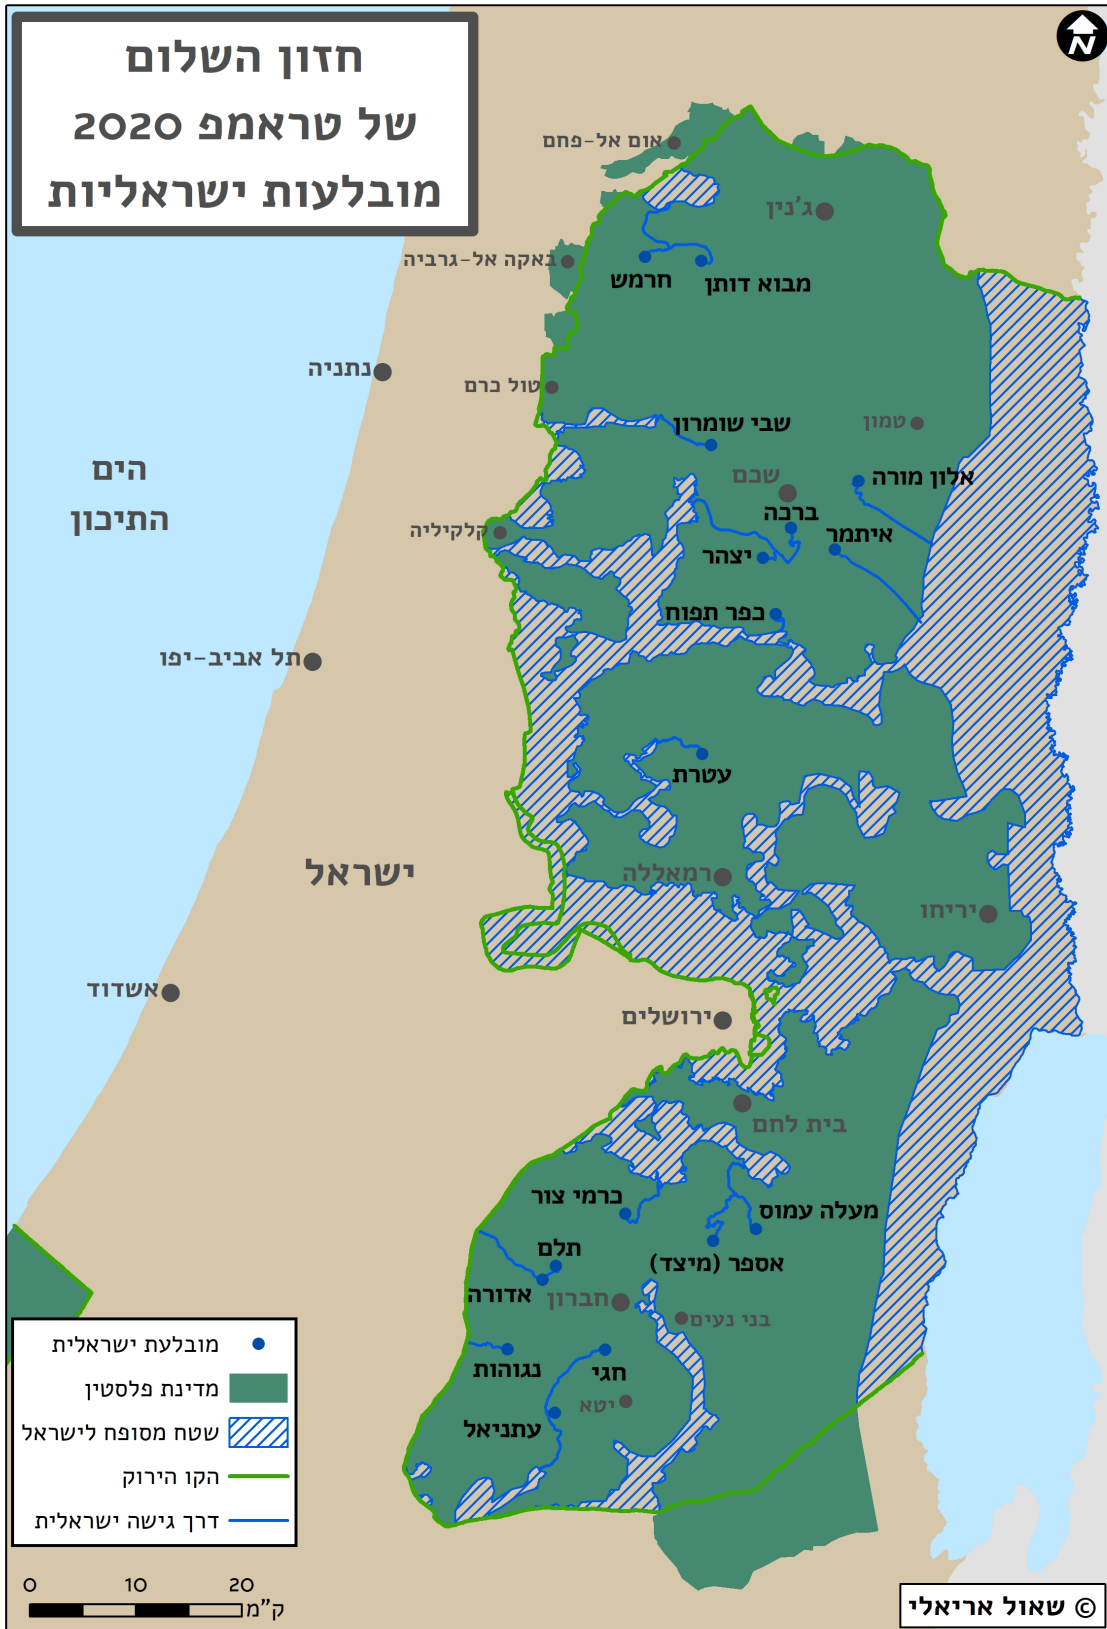 חזון השלום
של טראמפ 2020
מובלעות ישראליות
N
אום אל-פחם
ג'נין
באקה אל-גרביה
חרמש
מבוא דותן
נתניה
טול כרם
שבי שומרון
טמון
הים
התיכון
שכם
אלון מורה
ברכה
קלקיליה
איתמר
יצהר
כפר תפוח
תל אביב-יפו
עטרת
ישראל
רמאללה
יריחו
אשדוד
ירושלים
בית לחם
כרמי צור
מעלה עמוס
תלם
אספר (מיצד)
אדורה
חברון
בני נעים
נגוהות
חגי
יטא
עתניאל
מובלעת ישראלית
מדינת פלסטין
שטח מסופח לישראל
הקו הירוק
דרך גישה ישראלית
0 10 20
ק"מ
© שאול אריאלי